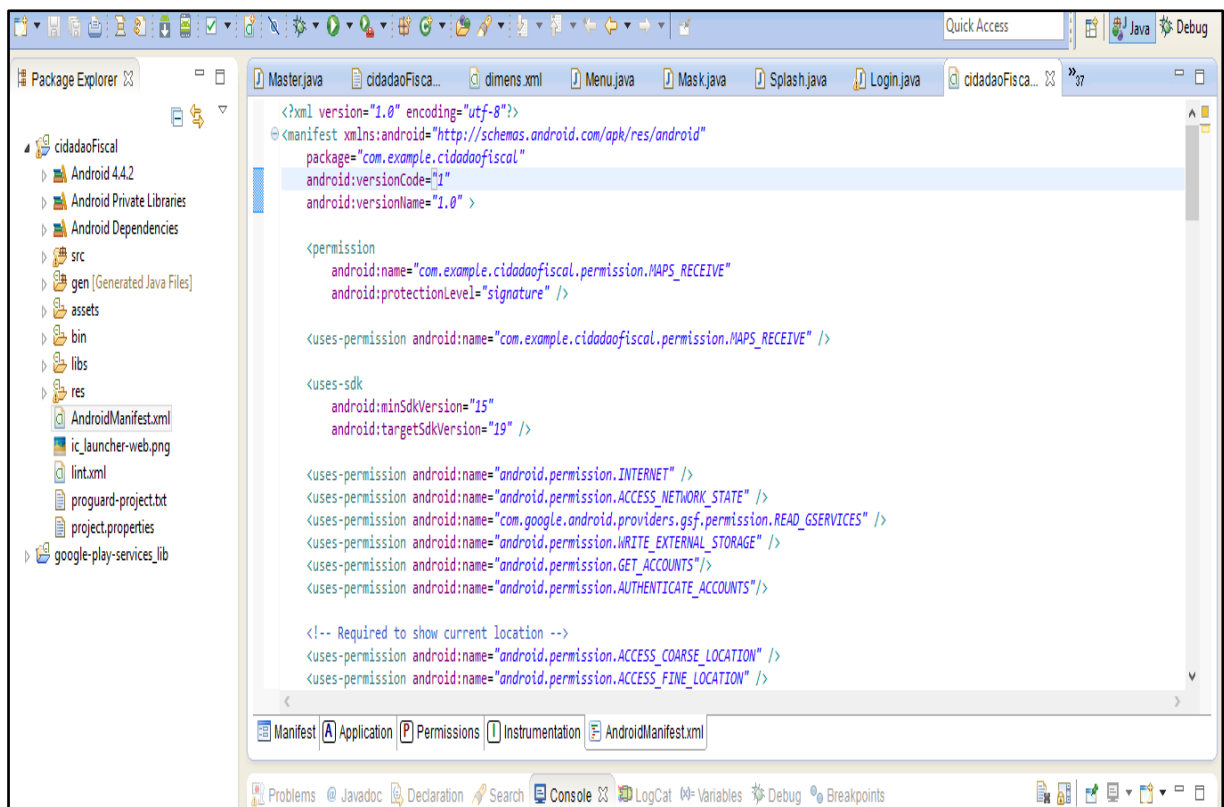 Quick Access
Java
Debug
Package Explorer
cidadaoFiscal
Android 4.4.2
Android Private Libraries
Android Dependencies
src
gen [Generated Java Files]
assets
bin
libs
res
AndroidManifest.xml
ic_launcher-web.png
lint.xml
proguard-project.txt
project.properties
google-play-services_lib
Master.java cidadaoFisca... dimens.xml Menu.java Mask.java Splash.java Login.java cidadaoFisca... »37
<?xml version="1.0" encoding="utf-8"?>
<manifest xmlns:android="http://schemas.android.com/apk/res/android"
package="com.example.cidadaofiscal"
android:versionCode="1"
android:versionName="1.0" >
<permission
android:name="com.example.cidadaofiscal.permission.MAPS_RECEIVE"
android:protectionLevel="signature" />
<uses-permission android:name="com.example.cidadaofiscal.permission.MAPS_RECEIVE" />
<uses-sdk
android:minSdkVersion="15"
android:targetSdkVersion="19" />
<uses-permission android:name="android.permission.INTERNET" />
<uses-permission android:name="android.permission.ACCESS_NETWORK_STATE" />
<uses-permission android:name="com.google.android.providers.gsf.permission.READ_GSERVICES" />
<uses-permission android:name="android.permission.WRITE_EXTERNAL_STORAGE" />
<uses-permission android:name="android.permission.GET_ACCOUNTS"/>
<uses-permission android:name="android.permission.AUTHENTICATE_ACCOUNTS"/>
<!-- Required to show current location -->
<uses-permission android:name="android.permission.ACCESS_COARSE_LOCATION" />
<uses-permission android:name="android.permission.ACCESS_FINE_LOCATION" />
Manifest A Application P Permissions I Instrumentation AndroidManifest.xml
Problems @ Javadoc Declaration Search Console LogCat (x)= Variables Debug Breakpoints